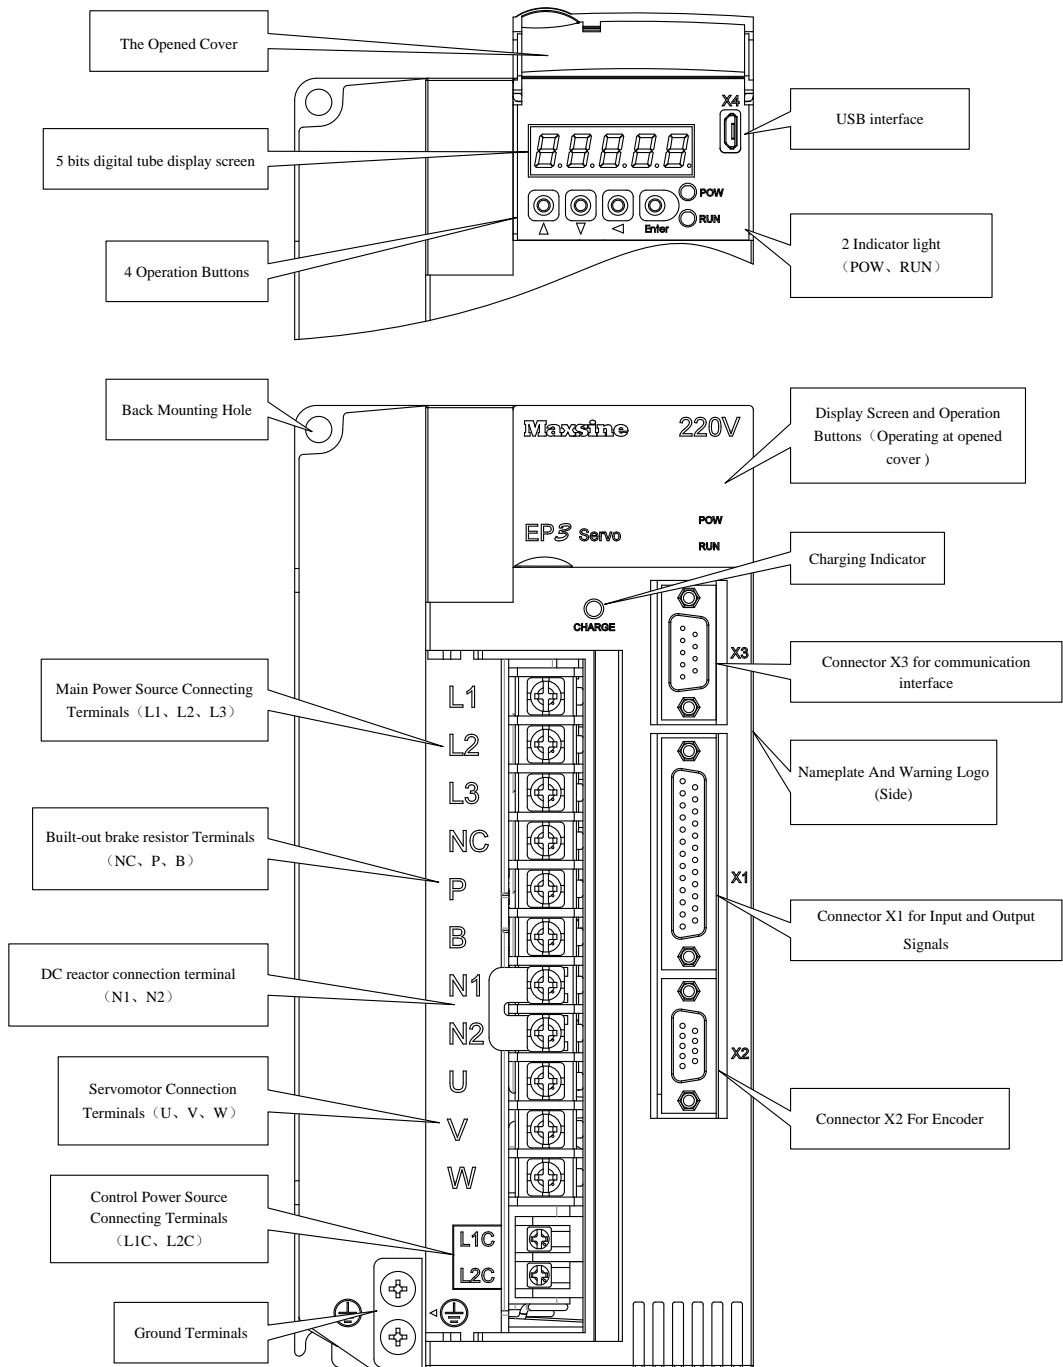 The Opened Cover
X4
USB interface
5 bits digital tube display screen
POW
RUN
Enter
4 Operation Buttons
2 Indicator light
（POW、RUN）
Back Mounting Hole
Maxsine
220V
Display Screen and Operation
Buttons（Operating at opened
cover )
EP3 Servo
POW
RUN
Charging Indicator
CHARGE
X3
Connector X3 for communication
interface
Main Power Source Connecting
Terminals（L1、L2、L3）
L1
L2
L3
Nameplate And Warning Logo
(Side)
Built-out brake resistor Terminals
（NC、P、B）
NC
P
B
X1
Connector X1 for Input and Output
Signals
DC reactor connection terminal
（N1、N2）
N1
N2
X2
Servomotor Connection
Terminals（U、V、W）
U
V
W
Connector X2 For Encoder
Control Power Source
Connecting Terminals
（L1C、L2C）
L1C
L2C
Ground Terminals